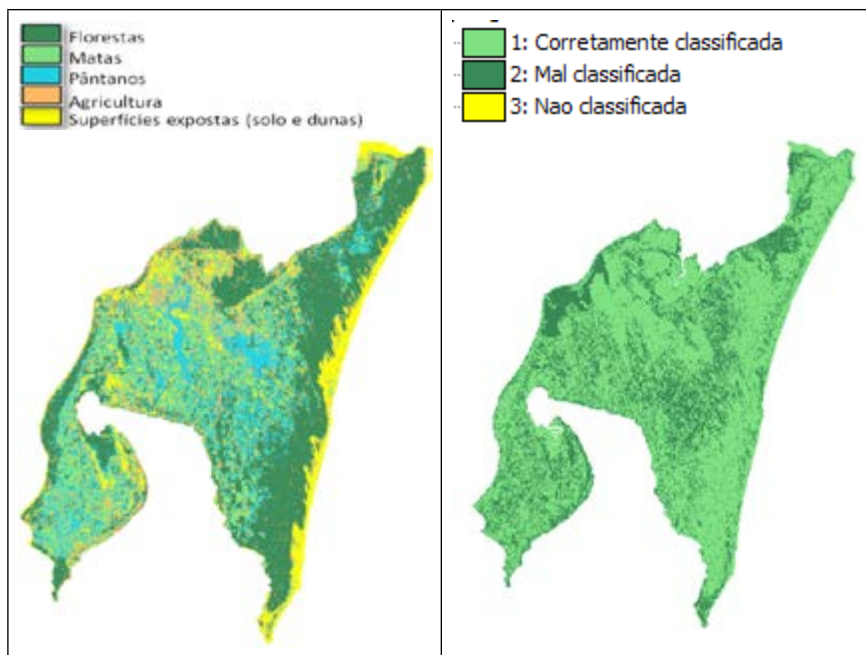 Florestas
Matas
Pântanos
Agricultura
Superfícies expostas (solo e dunas)
1: Corretamente classificada
2: Mal classificada
3: Nao classificada